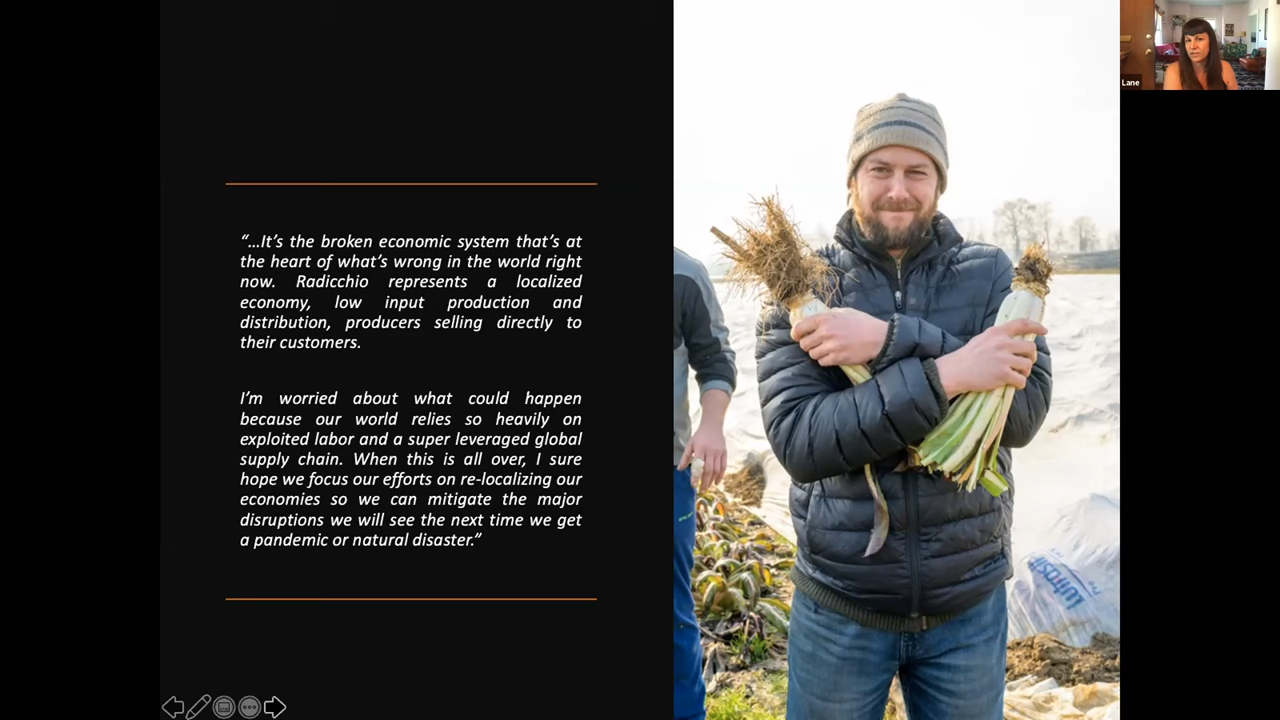 “...It’s the broken economic system that’s at
the heart of what’s wrong in the world right
now. Radicchio represents a localized
economy, low input production and
distribution, producers selling directly to
their customers.
I’m worried about what could happen
because our world relies so heavily on
exploited labor and a super leveraged global
supply chain. When this is all over, I sure
hope we focus our efforts on re-localizing our
economies so we can mitigate the major
disruptions we will see the next time we get
a pandemic or natural disaster.”
Lane